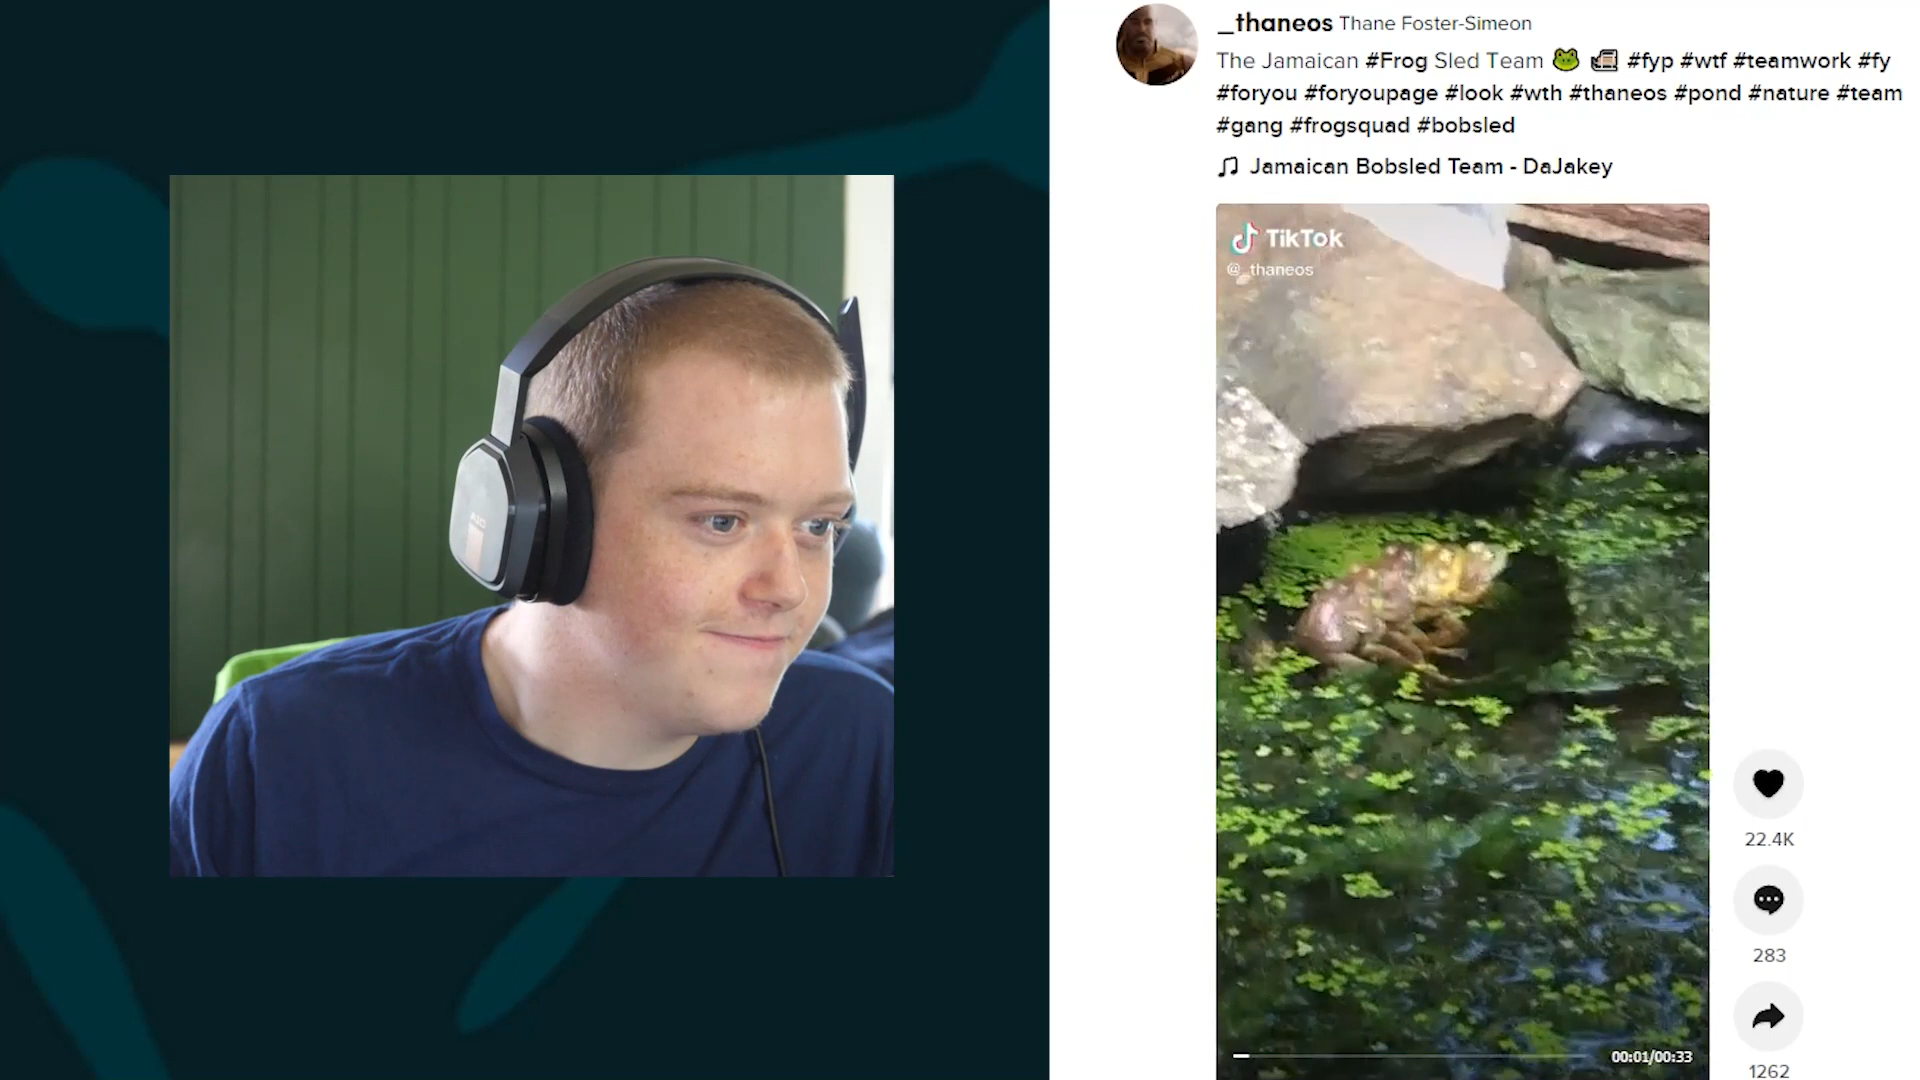 _thaneos Thane Foster-Simeon
The Jamaican #Frog Sled Team 🐸 🛷 #fyp #wtf #teamwork #fy
#foryou #foryoupage #look #wth #thaneos #pond #nature #team
#gang #frogsquad #bobsled
♫ Jamaican Bobsled Team - DaJakey
TikTok
@_thaneos
A10
22.4K
283
00:01/00:33
1262